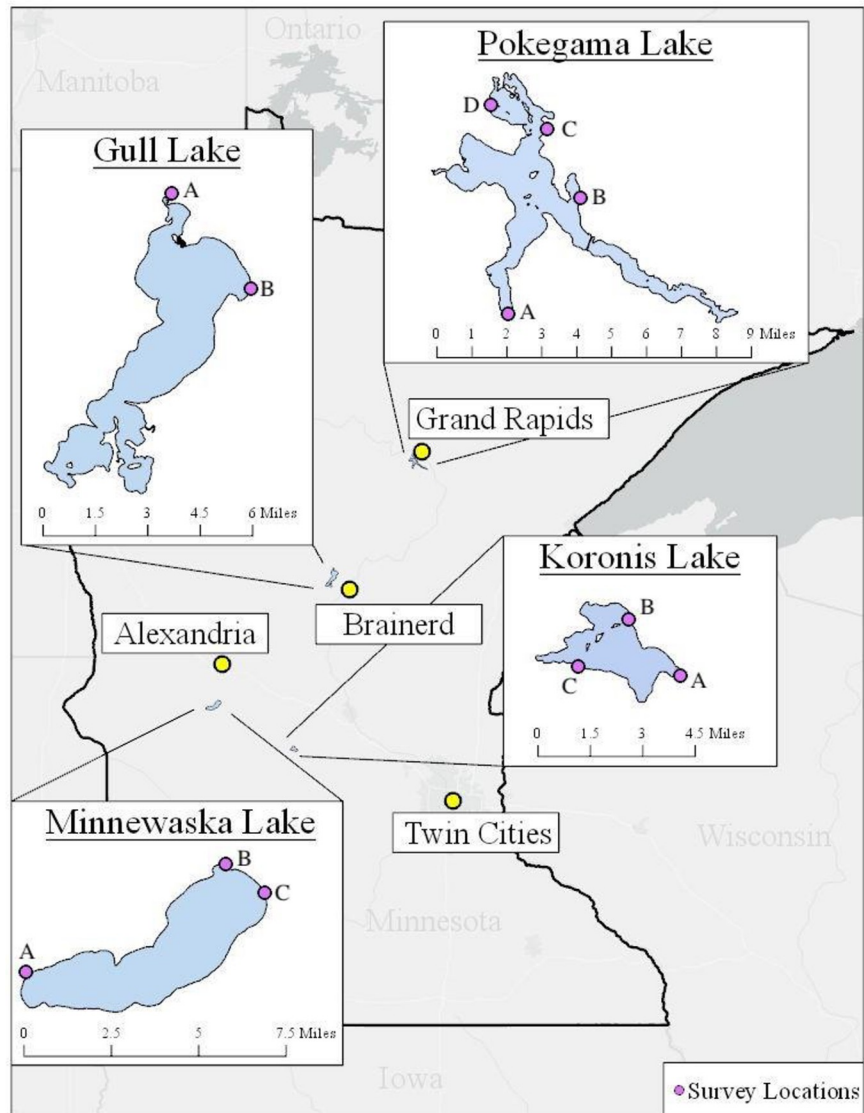 Ontario
Manitoba
Pokegama Lake
D
C
B
A
0 1 2 3 4 5 6 7 8 9 Miles
Gull Lake
A
B
0 1.5 3 4.5 6 Miles
Grand Rapids
Koronis Lake
B
C
A
0 1.5 3 4.5 Miles
Brainerd
Alexandria
Twin Cities
Wisconsin
Minnesota
Minnewaska Lake
B
C
A
0 2.5 5 7.5 Miles
Iowa
Survey Locations